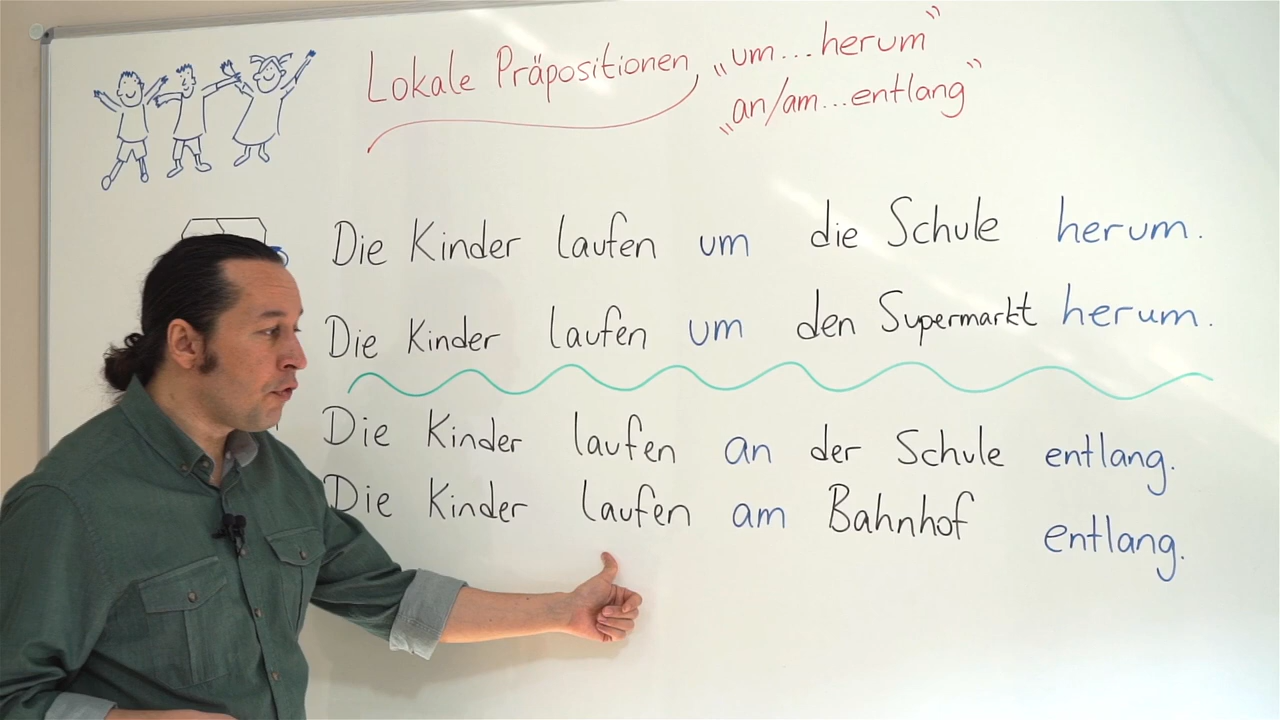 Lokale Präpositionen „um...herum”
„an/am...entlang”
Die Kinder laufen um die Schule herum.
Die Kinder laufen um den Supermarkt herum.
Die Kinder laufen an der Schule entlang.
Die Kinder laufen am Bahnhof entlang.